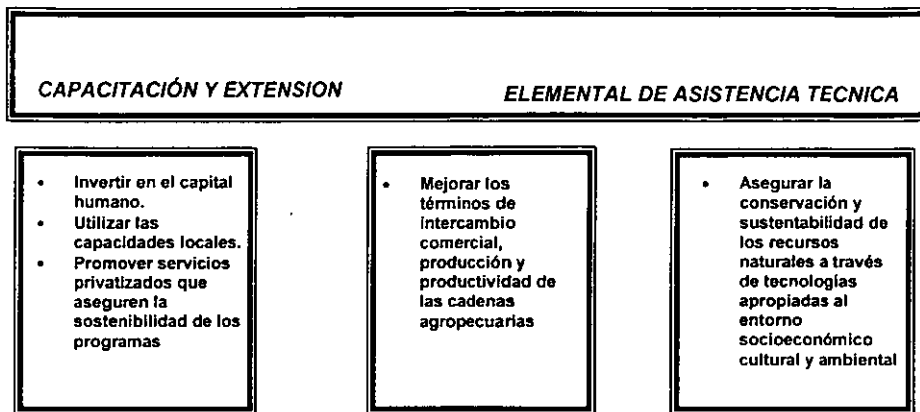 CAPACITACIÓN Y EXTENSION
ELEMENTAL DE ASISTENCIA TECNICA
• Invertir en el capital
humano.
• Utilizar las
capacidades locales.
• Promover servicios
privatizados que
aseguren la
sostenibilidad de los
programas
• Mejorar los
términos de
intercambio
comercial,
producción y
productividad de
las cadenas
agropecuarias
• Asegurar la
conservación y
sustentabilidad de
los recursos
naturales a través
de tecnologías
apropiadas al
entorno
socioeconómico
cultural y ambiental